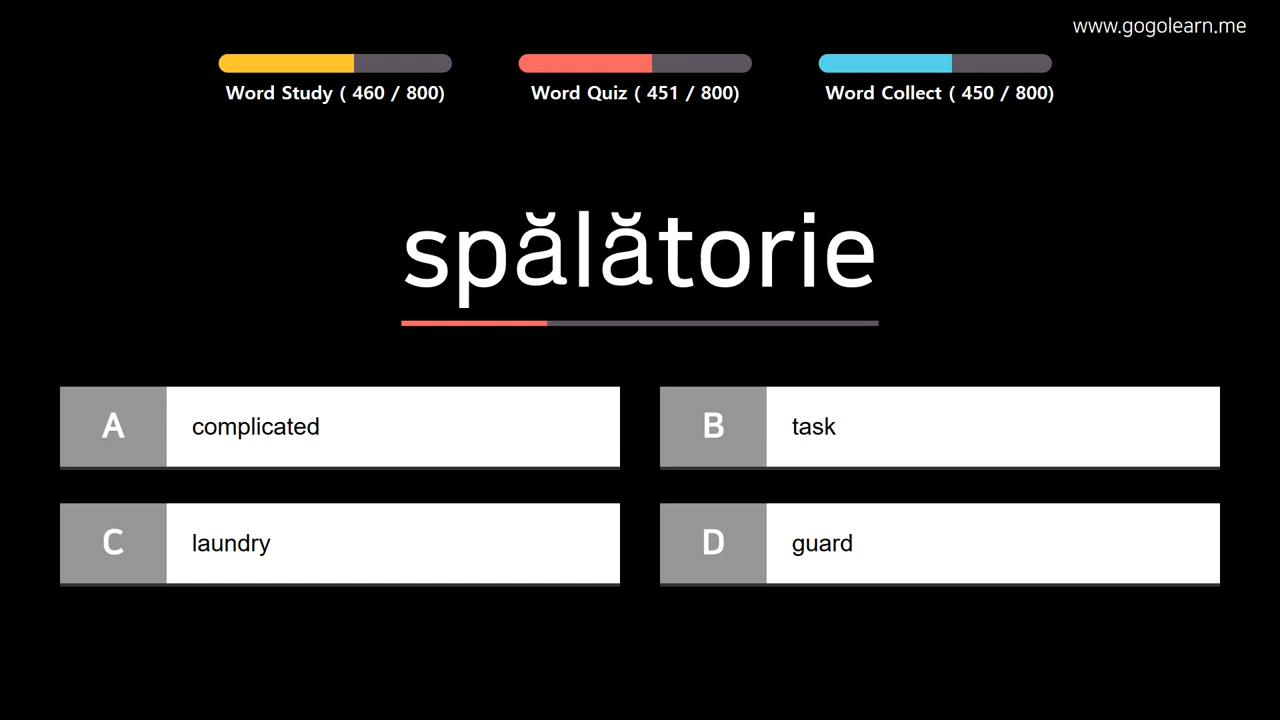 www.gogolearn.me
Word Study ( 460 / 800)
Word Quiz ( 451 / 800)
Word Collect ( 450 / 800)
spălătorie
A complicated
B task
C laundry
D guard